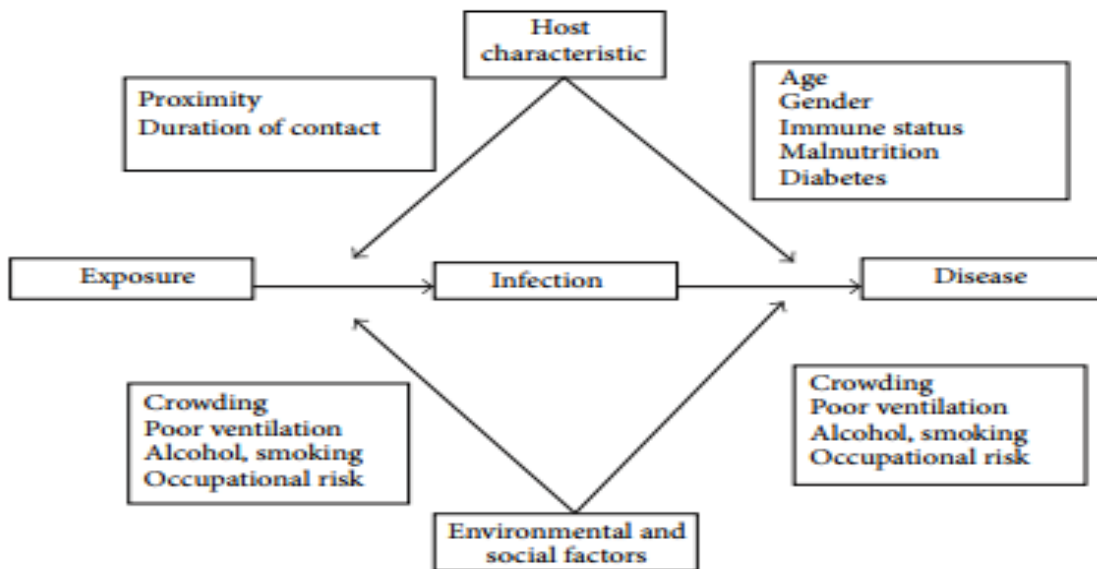 Host
characteristic
Proximity
Duration of contact
Age
Gender
Immune status
Malnutrition
Diabetes
Exposure
Infection
Disease
Crowding
Poor ventilation
Alcohol, smoking
Occupational risk
Crowding
Poor ventilation
Alcohol, smoking
Occupational risk
Environmental and
social factors